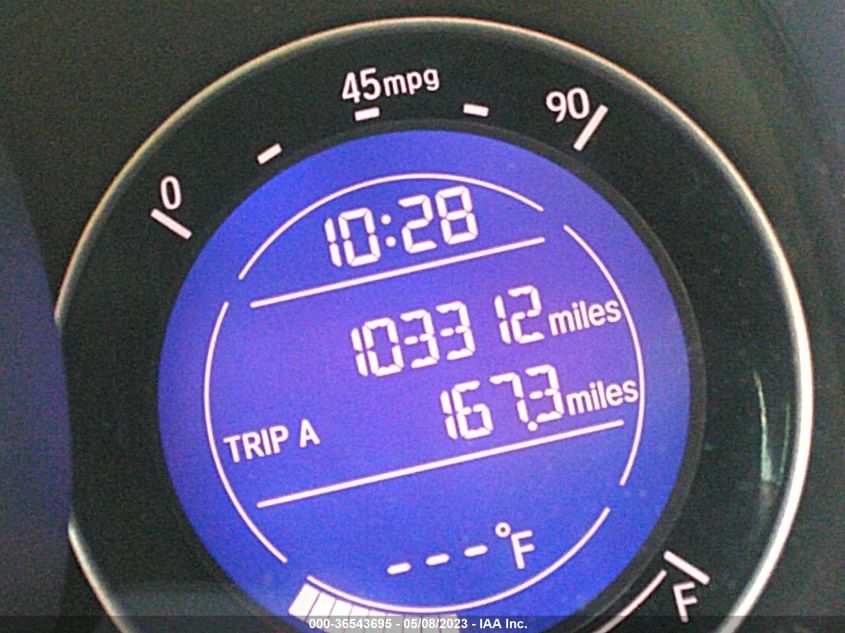 45mpg
0 90
10:28
103312 miles
TRIP A 167.3 miles
---°F
F
000-36543695 - 05/08/2023 - IAA Inc.